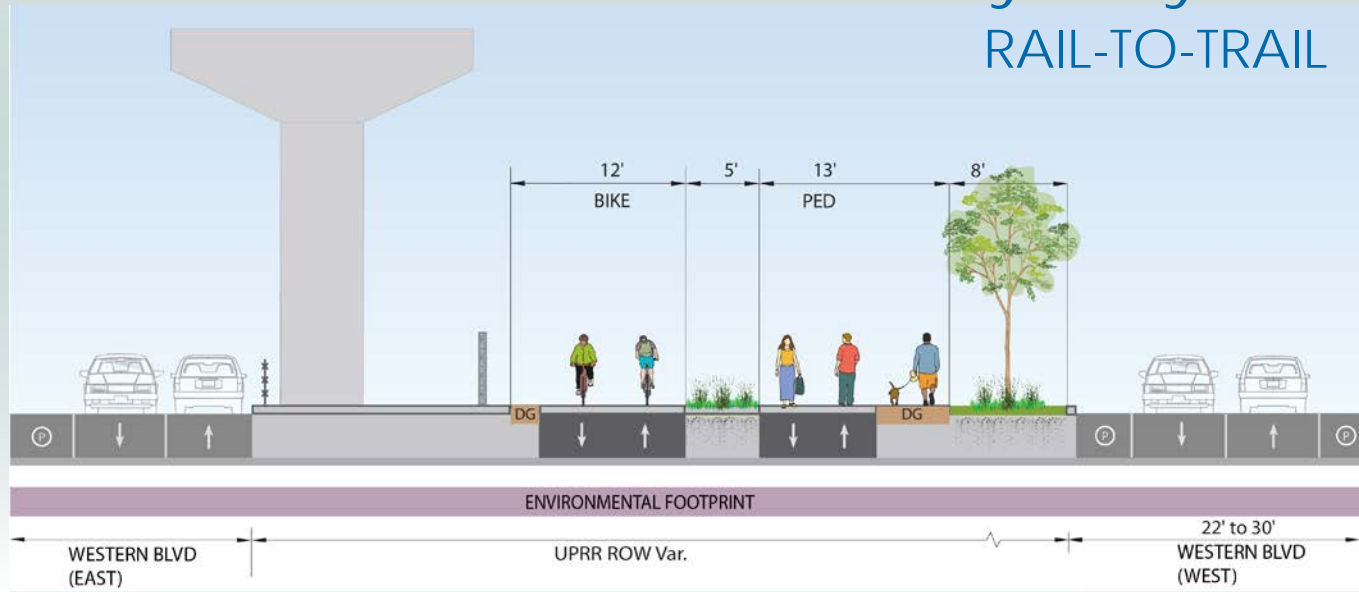 RAIL-TO-TRAIL
12' 5' 13' 8'
BIKE PED
DG DG
P P P
ENVIRONMENTAL FOOTPRINT
22' to 30'
WESTERN BLVD
(EAST)
UPRR ROW Var.
WESTERN BLVD
(WEST)